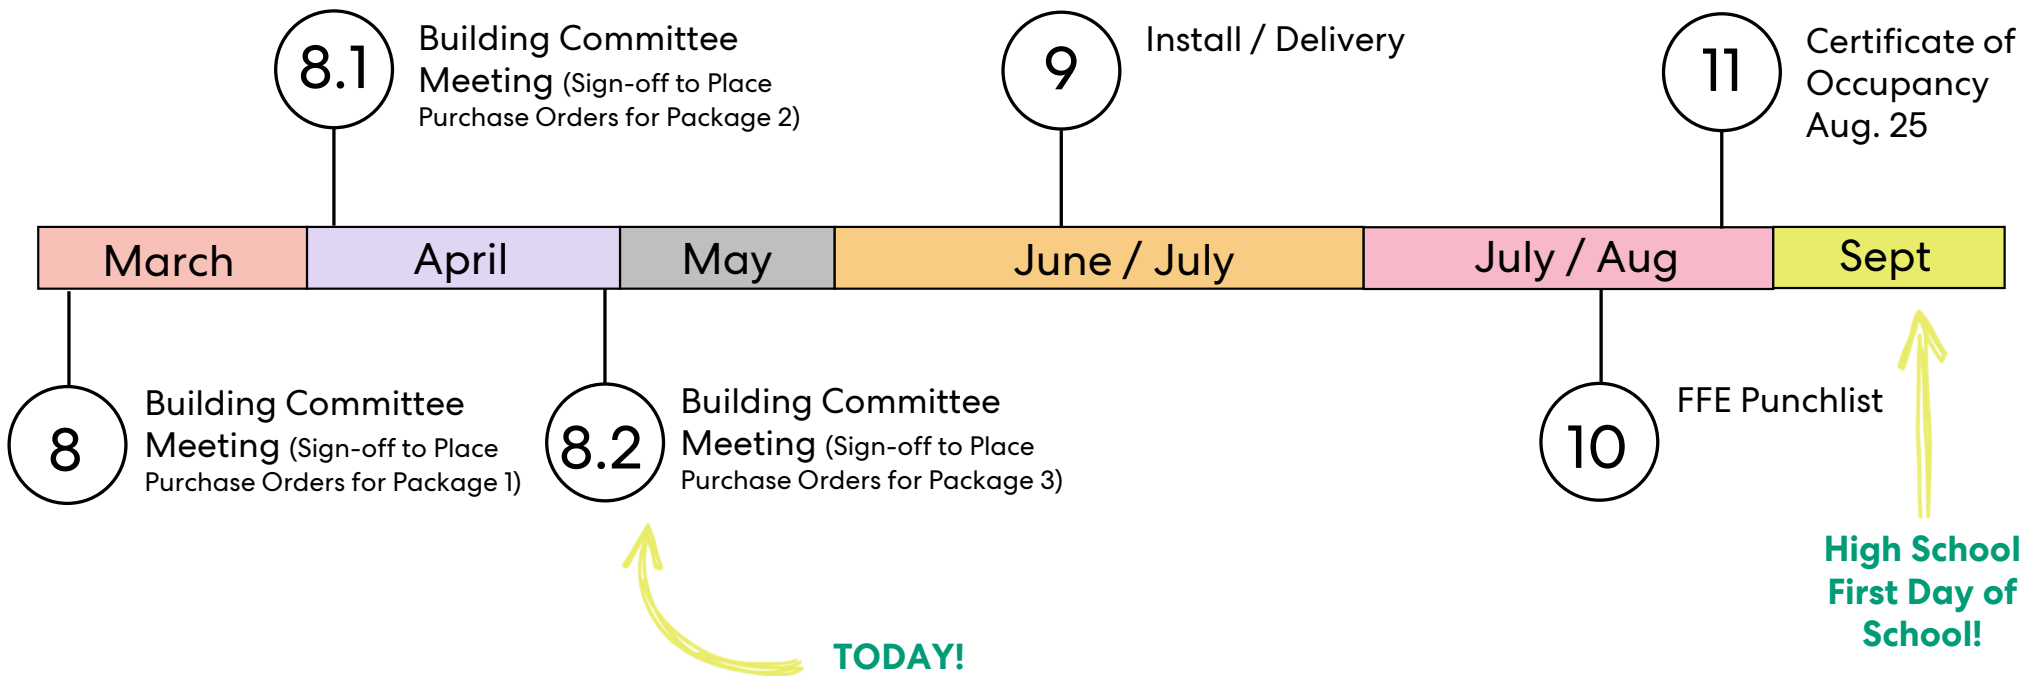 8.1
Building Committee
Meeting (Sign-off to Place
Purchase Orders for Package 2)
9
Install / Delivery
11
Certificate of
Occupancy
Aug. 25
March
April
May
June / July
July / Aug
Sept
8
Building Committee
Meeting (Sign-off to Place
Purchase Orders for Package 1)
8.2
Building Committee
Meeting (Sign-off to Place
Purchase Orders for Package 3)
10
FFE Punchlist
High School
First Day of
School!
TODAY!